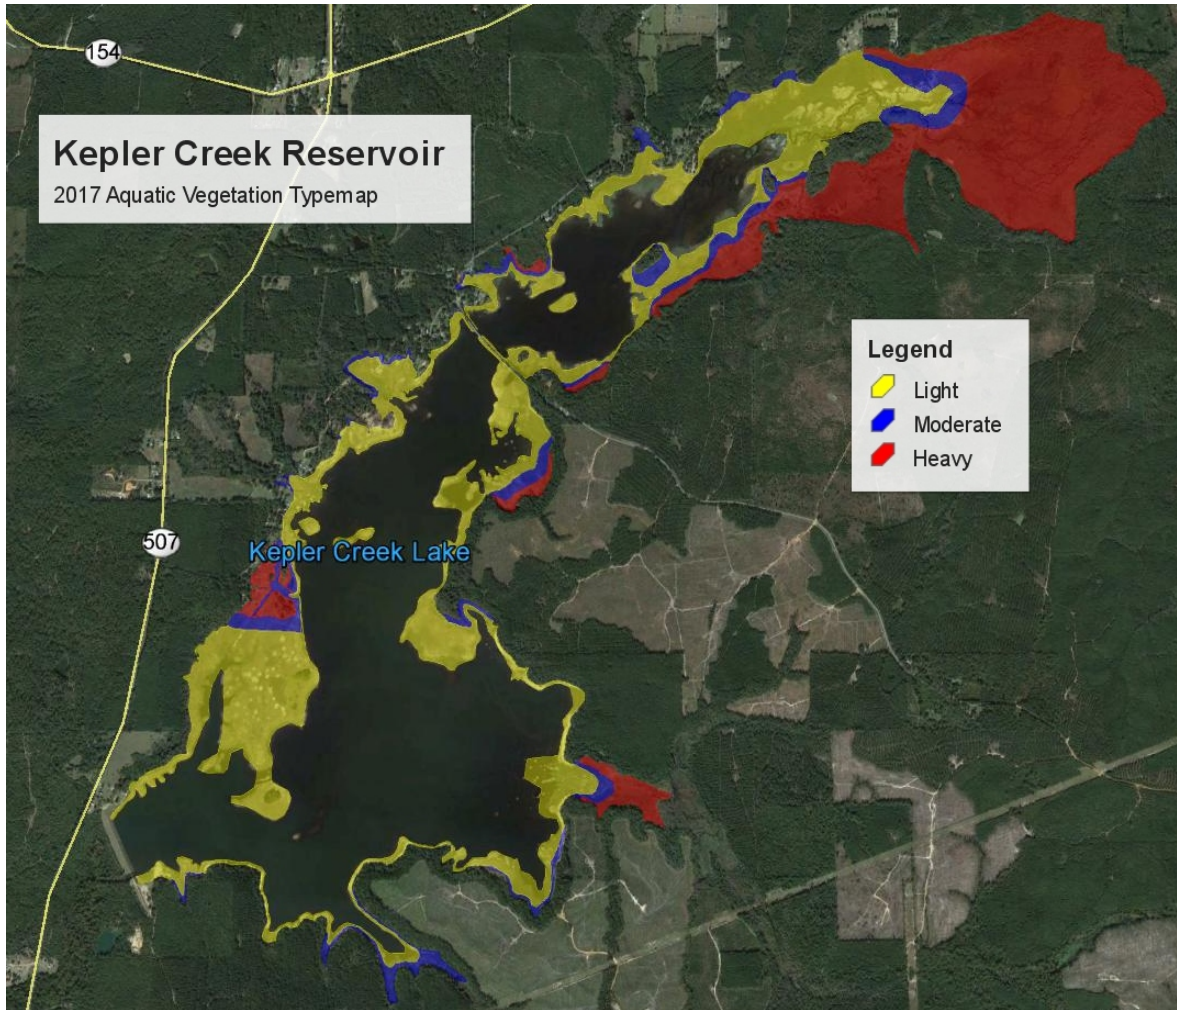 154
Kepler Creek Reservoir
2017 Aquatic Vegetation Typemap
Legend
Light
Moderate
Heavy
507
Kepler Creek Lake